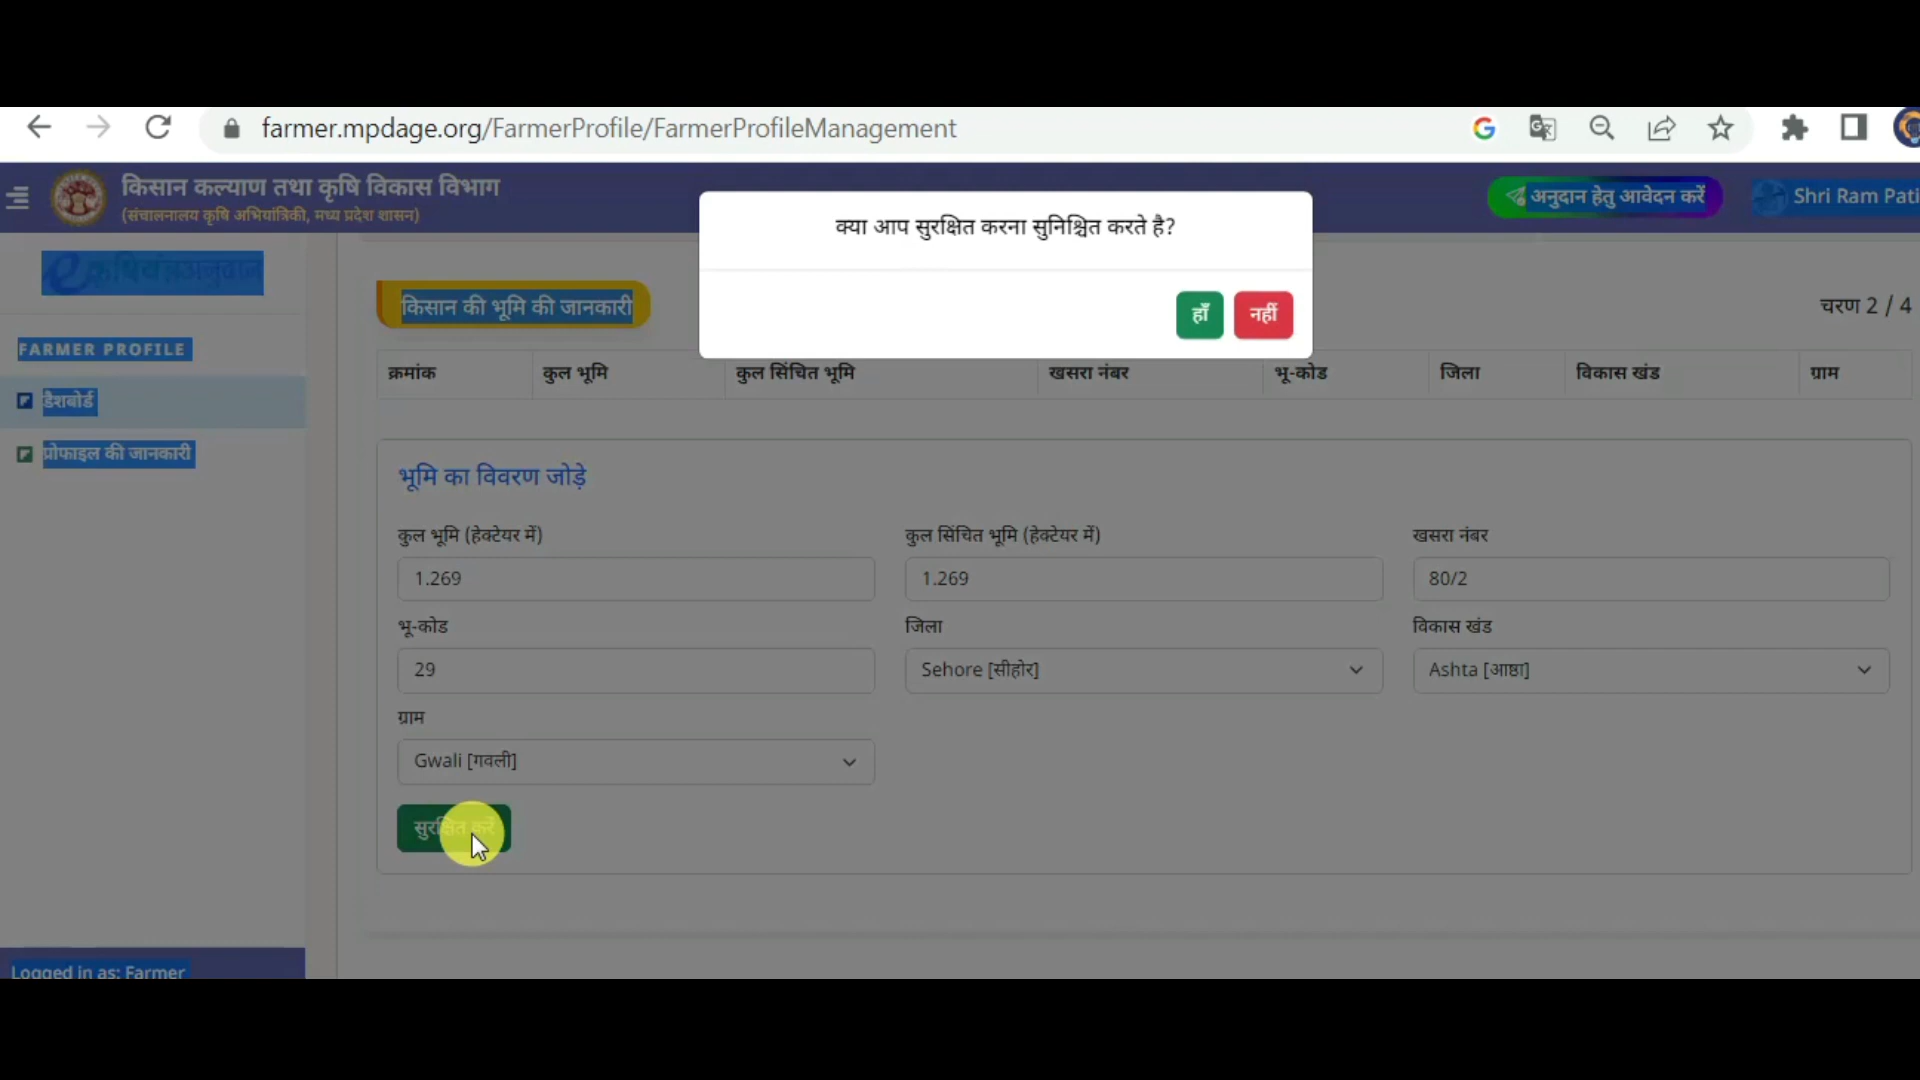 farmer.mpdage.org/FarmerProfile/FarmerProfileManagement
किसान कल्याण तथा कृषि विकास विभाग
(संचालनालय कृषि अभियांत्रिकी, मध्य प्रदेश शासन)
अनुदान हेतु आवेदन करें
Shri Ram Pati
क्या आप सुरक्षित करना सुनिश्चित करते है?
हाँ
नहीं
FARMER PROFILE
डैशबोर्ड
प्रोफाइल की जानकारी
Logged in as: Farmer
किसान की भूमि की जानकारी
चरण 2 / 4
क्रमांक कुल भूमि कुल सिंचित भूमि खसरा नंबर भू-कोड जिला विकास खंड ग्राम
भूमि का विवरण जोड़े
कुल भूमि (हेक्टेयर में) कुल सिंचित भूमि (हेक्टेयर में) खसरा नंबर
1.269 1.269 80/2
भू-कोड जिला विकास खंड
29 Sehore [सीहोर] Ashta [आष्टा]
ग्राम
Gwali [गवली]
सुरक्षित करें